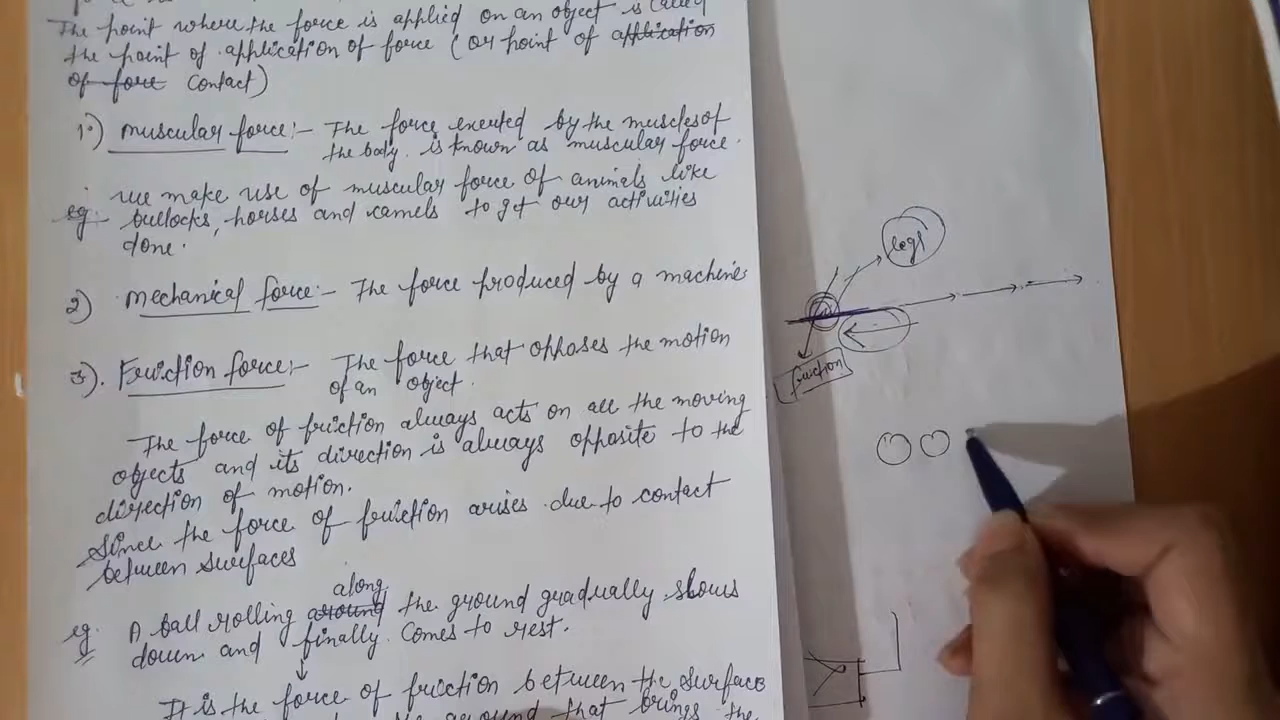 The point where the force is applied on an object is called
the point of application of force (or point of application
of force contact)
1.) Muscular force:- The force exerted by the muscles of
the body is known as muscular force.
we make use of muscular force of animals like
eg. bullocks, horses and camels to get our activities
done.
2) Mechanical force:- The force produced by a machine
3). Friction force:- The force that opposes the motion
of an object.
The force of friction always acts on all the moving
objects and its direction is always opposite to the
direction of motion.
Since the force of friction arises due to contact
between surfaces
along
eg. A ball rolling around the ground gradually slows
down and finally comes to rest.
It is the force of friction between the surface
ground that brings the
legs
friction